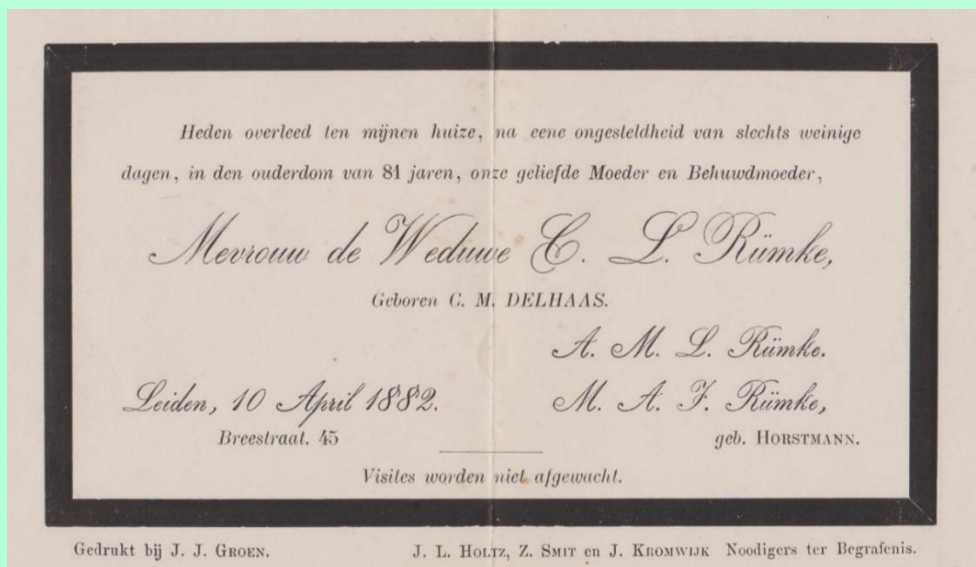 Heden overleed ten mijnen huize, na eene ongesteldheid van slechts weinige
dagen, in den ouderdom van 81 jaren, onze geliefde Moeder en Behuwdmoeder,
Mevrouw de Weduwe C. L. Rümke,
Geboren C. M. DELHAAS.
A. M. L. Rümke.
Leiden, 10 April 1882. M. A. F. Rümke,
Breestraat. 45 geb. HORSTMANN.
Visites worden niet afgewacht.
Gedrukt bij J. J. GROEN. J. L. HOLTZ, Z. SMIT en J. KROMWIJK Noodigers ter Begrafenis.